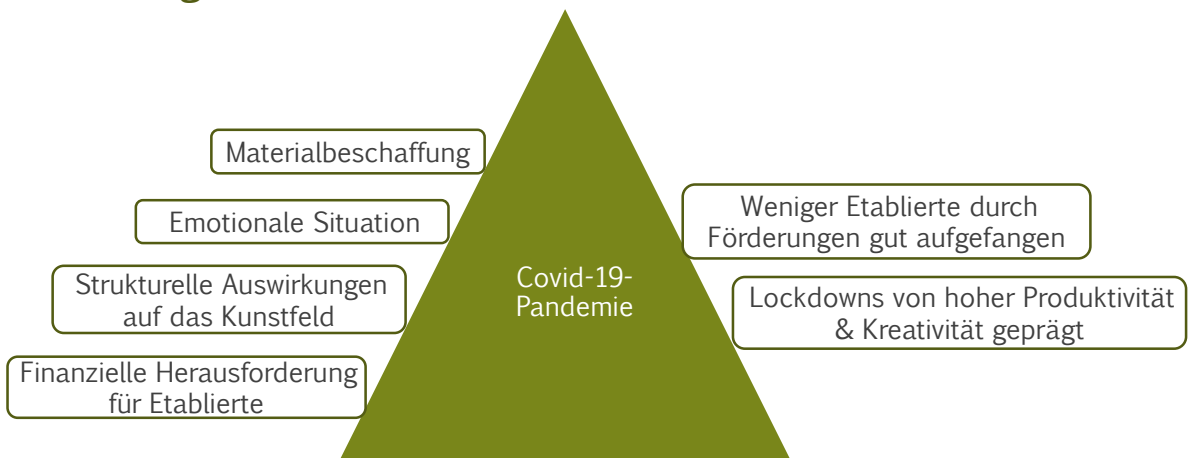 Materialbeschaffung
Emotionale Situation
Strukturelle Auswirkungen
auf das Kunstfeld
Finanzielle Herausforderung
für Etablierte
Covid-19-
Pandemie
Weniger Etablierte durch
Förderungen gut aufgefangen
Lockdowns von hoher Produktivität
& Kreativität geprägt